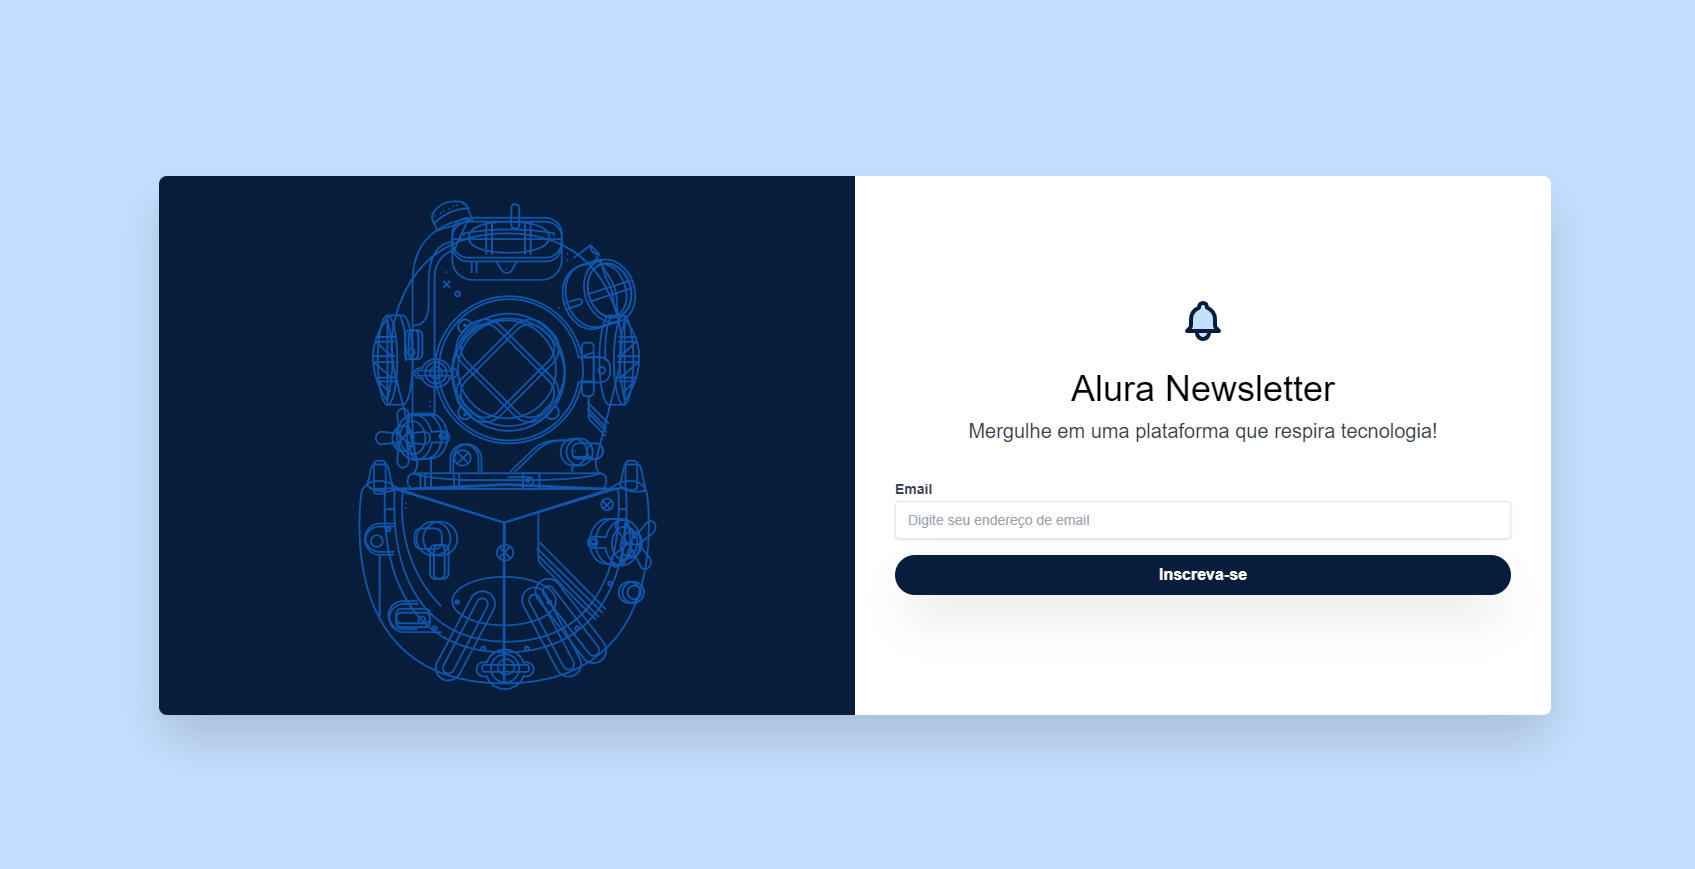 Alura Newsletter
Mergulhe em uma plataforma que respira tecnologia!
Email
Digite seu endereço de email
Inscreva-se